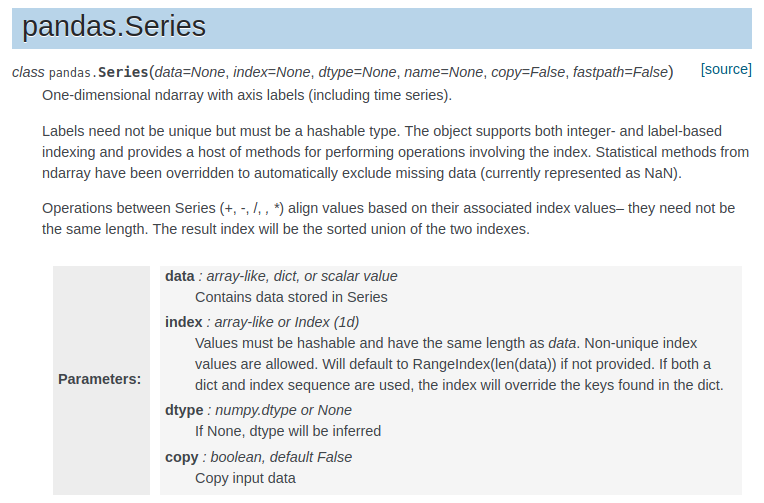 pandas.Series
class pandas.Series(data=None, index=None, dtype=None, name=None, copy=False, fastpath=False) [source]
One-dimensional ndarray with axis labels (including time series).
Labels need not be unique but must be a hashable type. The object supports both integer- and label-based
indexing and provides a host of methods for performing operations involving the index. Statistical methods from
ndarray have been overridden to automatically exclude missing data (currently represented as NaN).
Operations between Series (+, -, /, , *) align values based on their associated index values– they need not be
the same length. The result index will be the sorted union of the two indexes.
Parameters:
data : array-like, dict, or scalar value
Contains data stored in Series
index : array-like or Index (1d)
Values must be hashable and have the same length as data. Non-unique index
values are allowed. Will default to RangeIndex(len(data)) if not provided. If both a
dict and index sequence are used, the index will override the keys found in the dict.
dtype : numpy.dtype or None
If None, dtype will be inferred
copy : boolean, default False
Copy input data